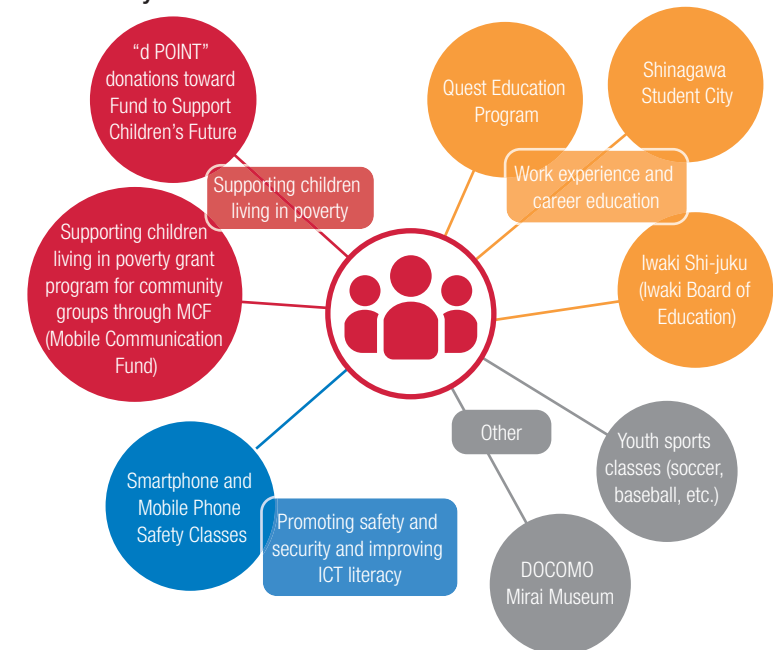 “d POINT”
donations toward
Fund to Support
Children’s Future
Supporting children
living in poverty
Supporting children
living in poverty grant
program for community
groups through MCF
(Mobile Communication
Fund)
Quest Education
Program
Shinagawa
Student City
Work experience and
career education
Iwaki Shi-juku
(Iwaki Board of
Education)
Smartphone and
Mobile Phone
Safety Classes
Promoting safety and
security and improving
ICT literacy
Other
Youth sports
classes (soccer,
baseball, etc.)
DOCOMO
Mirai Museum